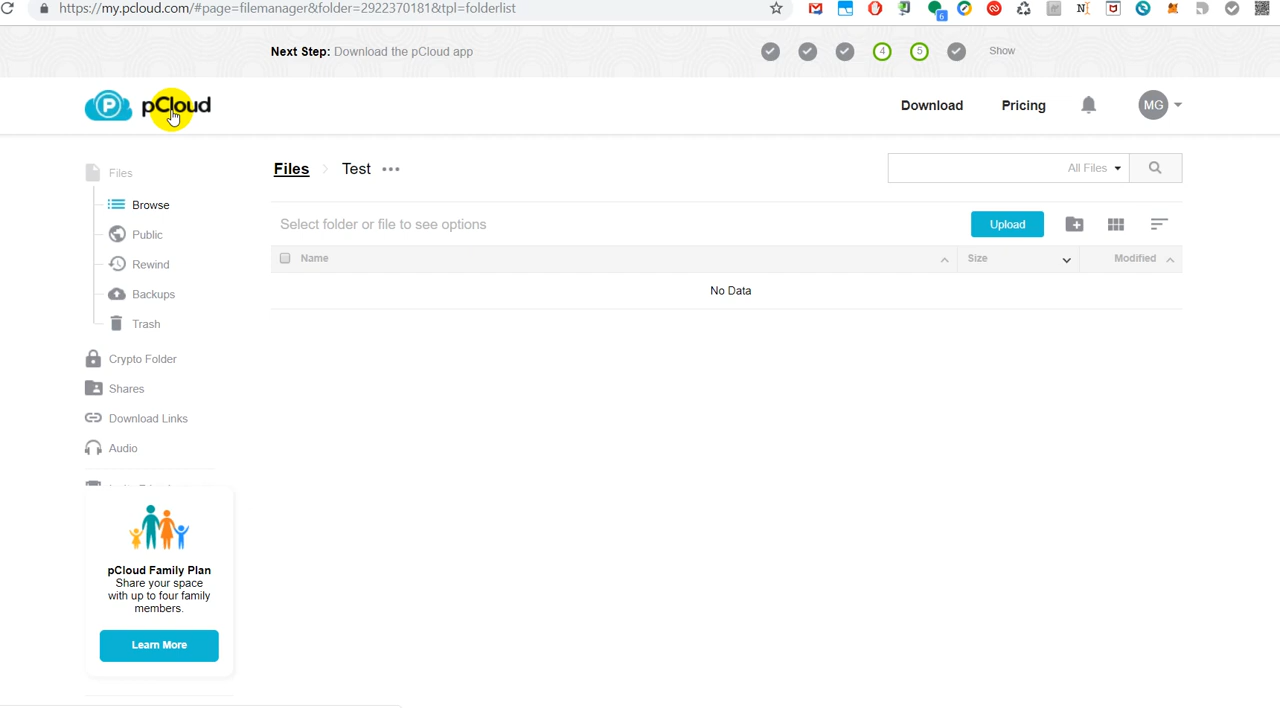 https://my.pcloud.com/#page=filemanager&folder=2922370181&tpl=folderlist
6
Next Step: Download the pCloud app
4
5
Show
P
pCloud
Download
Pricing
MG
Files
Browse
Public
Rewind
Backups
Trash
Crypto Folder
Shares
Download Links
Audio
Files
Test
All Files
Select folder or file to see options
Upload
Name
Size
Modified
No Data
pCloud Family Plan
Share your space
with up to four family
members.
Learn More